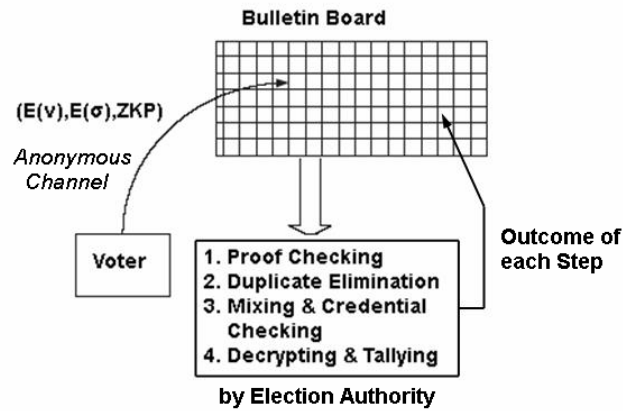 Bulletin Board
(E(v),E(σ),ZKP)
Anonymous
Channel
Voter
1. Proof Checking
2. Duplicate Elimination
3. Mixing & Credential
Checking
4. Decrypting & Tallying
Outcome of
each Step
by Election Authority